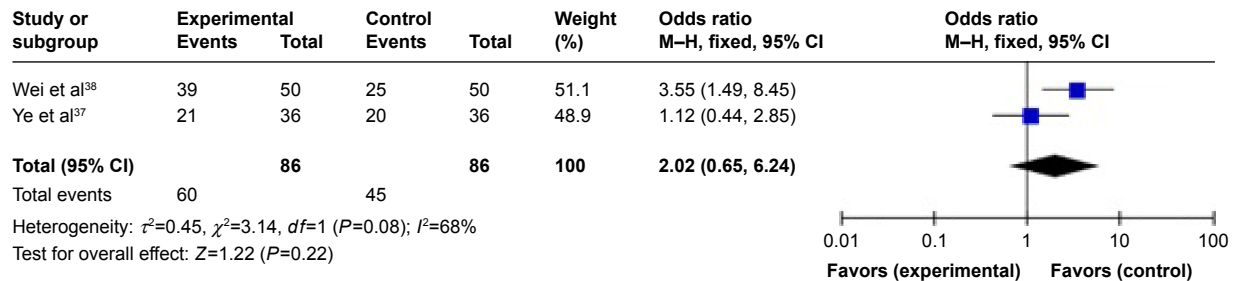 Study or Experimental Control Weight Odds ratio Odds ratio
subgroup Events Total Events Total (%) M–H, fixed, 95% CI M–H, fixed, 95% CI
Wei et al³⁸ 39 50 25 50 51.1 3.55 (1.49, 8.45)
Ye et al³⁷ 21 36 20 36 48.9 1.12 (0.44, 2.85)
Total (95% CI) 86 86 100 2.02 (0.65, 6.24)
Total events 60 45
Heterogeneity: τ²=0.45, χ²=3.14, df=1 (P=0.08); I²=68%
Test for overall effect: Z=1.22 (P=0.22)
0.01 0.1 1 10 100
Favors (experimental) Favors (control)